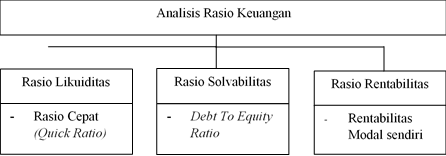 Analisis Rasio Keuangan
Rasio Likuiditas
- Rasio Cepat
(Quick Ratio)
Rasio Solvabilitas
- Debt To Equity
Ratio
Rasio Rentabilitas
- Rentabilitas
Modal sendiri